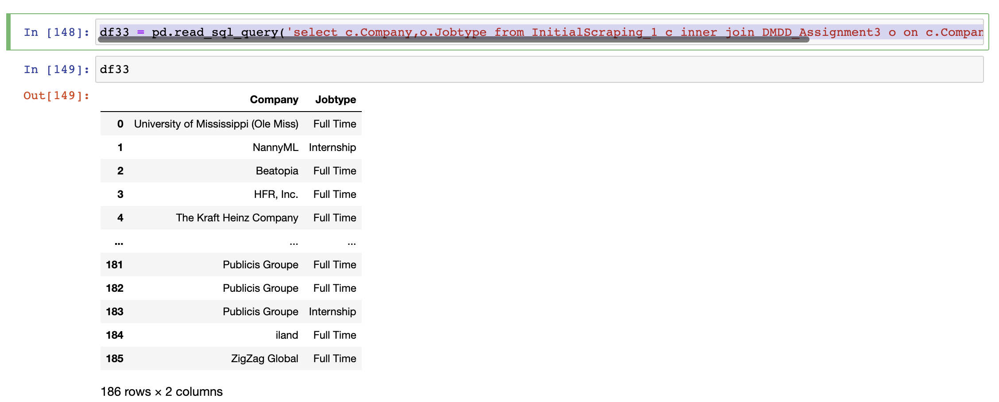 In [148]: df33 = pd.read_sql_query('select c.Company,o.Jobtype from InitialScraping_1 c inner join DMDD_Assignment3 o on c.Compan
In [149]: df33
Out[149]:
Company Jobtype
0 University of Mississippi (Ole Miss) Full Time
1 NannyML Internship
2 Beatopia Full Time
3 HFR, Inc. Full Time
4 The Kraft Heinz Company Full Time
... ... ...
181 Publicis Groupe Full Time
182 Publicis Groupe Full Time
183 Publicis Groupe Internship
184 iland Full Time
185 ZigZag Global Full Time
186 rows × 2 columns